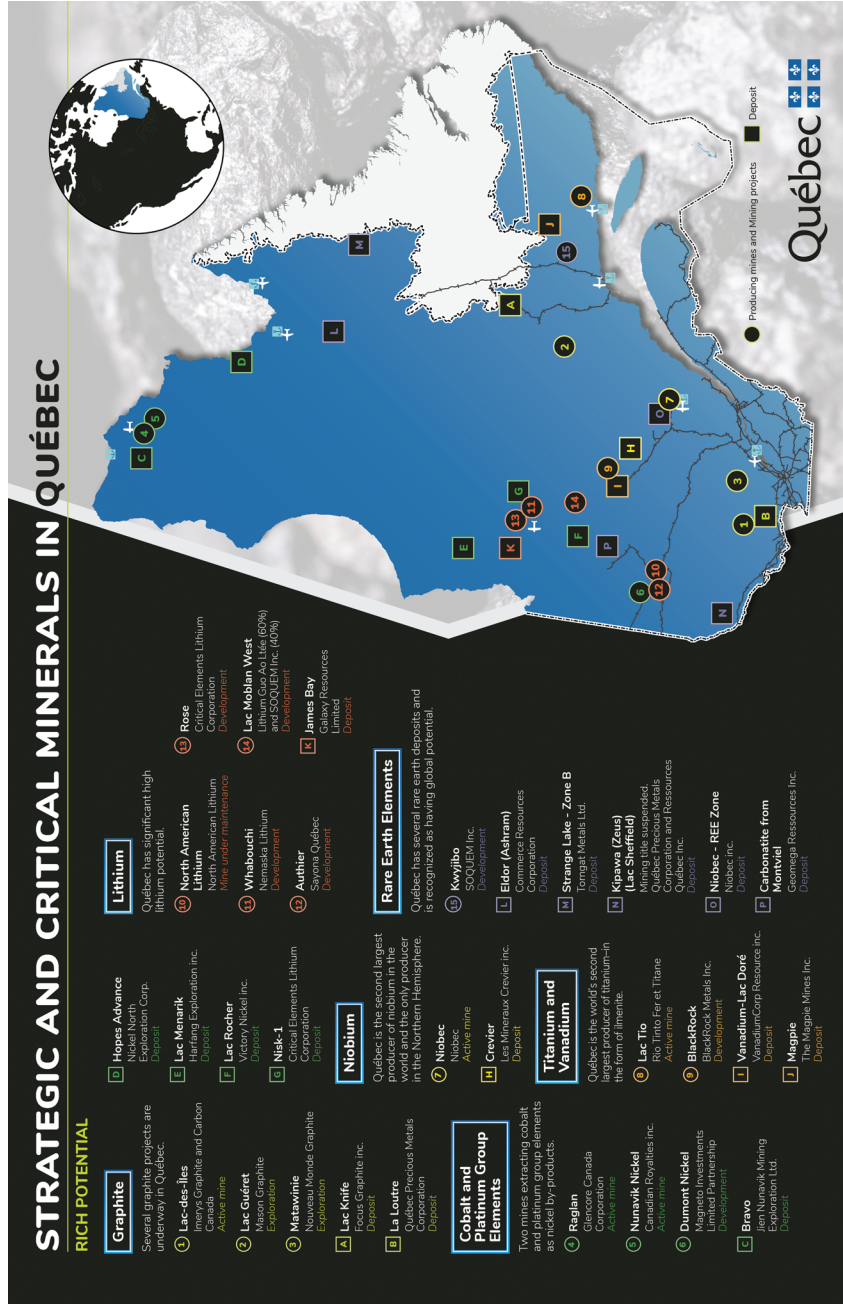 STRATEGIC AND CRITICAL MINERALS IN QUÉBEC
RICH POTENTIAL
Graphite
Several graphite projects are
underway in Québec.
1 Lac-des-Îles
Imerys Graphite and Carbon
Canada
Active mine
2 Lac Guéret
Mason Graphite
Exploration
3 Matawinie
Nouveau Monde Graphite
Exploration
A Lac Knife
Focus Graphite inc.
Deposit
B La Loutre
Québec Precious Metals
Corporation
Deposit
Cobalt and
Platinum Group
Elements
Two mines extracting cobalt
and platinum group elements
as nickel by-products.
4 Raglan
Glencore Canada
Corporation
Active mine
5 Nunavik Nickel
Canadian Royalties inc.
Active mine
6 Dumont Nickel
Magneto Investments
Limited Partnership
Development
C Bravo
Jien Nunavik Mining
Exploration Ltd.
Deposit
D Hopes Advance
Nickel North
Exploration Corp.
Deposit
E Lac Menarik
Harfang Exploration inc.
Deposit
F Lac Rocher
Victory Nickel inc.
Deposit
G Nisk-1
Critical Elements Lithium
Corporation
Deposit
Niobium
Québec is the second largest
producer of niobium in the
world and the only producer
in the Northern Hemisphere.
7 Niobec
Niobec
Active mine
H Crevier
Les Mineraux Crevier inc.
Deposit
Titanium and
Vanadium
Québec is the world's second
largest producer of titanium–in
the form of ilmenite.
8 Lac Tio
Rio Tinto Fer et Titane
Active mine
9 BlackRock
BlackRock Metals Inc.
Development
I Vanadium-Lac Doré
VanadiumCorp Resource inc.
Deposit
J Magpie
The Magpie Mines Inc.
Deposit
Lithium
Québec has significant high
lithium potential.
10 North American
Lithium
North American Lithium
Mine under maintenance
11 Whabouchi
Nemaska Lithium
Development
12 Authier
Sayona Québec
Development
13 Rose
Critical Elements Lithium
Corporation
Development
14 Lac Moblan West
Lithium Guo Ao Ltée (60%)
and SOQUEM Inc. (40%)
Development
K James Bay
Galaxy Resources
Limited
Deposit
Rare Earth Elements
Québec has several rare earth deposits and
is recognized as having global potential.
15 Kwyjibo
SOQUEM Inc.
Development
L Eldor (Ashram)
Commerce Resources
Corporation
Deposit
M Strange Lake - Zone B
Torngat Metals Ltd.
Deposit
N Kipawa (Zeus)
(Lac Sheffield)
Mining title suspended.
Québec Precious Metals
Corporation and Ressources
Québec Inc.
Deposit
O Niobec - REE Zone
Niobec inc.
Deposit
P Carbonatite from
Montviel
Geomega Ressources Inc.
Deposit
C
4
5
D
L
M
E
K
13
11
G
A
2
15
J
8
F
14
P
I
9
H
O
7
6
12
10
N
1
B
3
Producing mines and Mining projects
Deposit
Québec